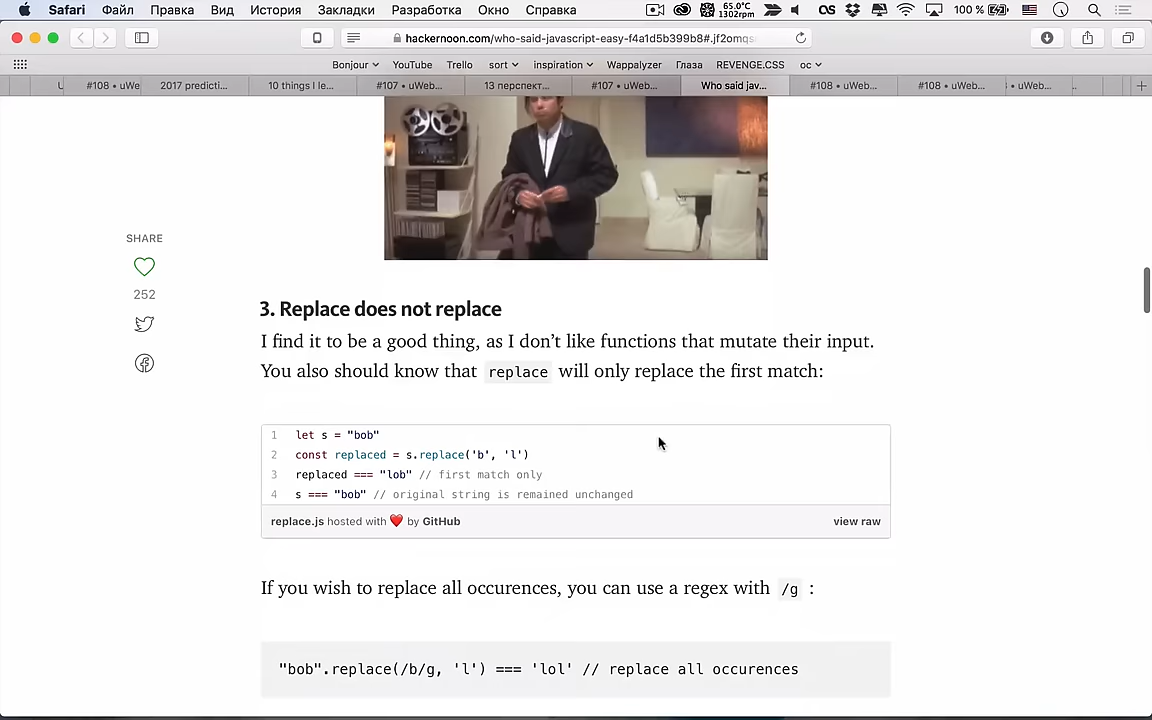 Safari Файл Правка Вид История Закладки Разработка Окно Справка 65.0°C 1302rpm 100 %
hackernoon.com/who-said-javascript-easy-f4a1d5b399b8#.jf2omqs
Bonjour YouTube Trello sort inspiration Wappalyzer Глаза REVENGE.CSS ос
#108 • uWe 2017 predicti... 10 things I le... #107 • uWeb... 13 перспект... #107 • uWeb... Who said jav... #108 • uWeb... #108 • uWeb... • uWeb...
SHARE
252
3. Replace does not replace
I find it to be a good thing, as I don’t like functions that mutate their input.
You also should know that replace will only replace the first match:
1 let s = "bob"
2 const replaced = s.replace('b', 'l')
3 replaced === "lob" // first match only
4 s === "bob" // original string is remained unchanged
replace.js hosted with ❤ by GitHub view raw
If you wish to replace all occurences, you can use a regex with /g :
"bob".replace(/b/g, 'l') === 'lol' // replace all occurences